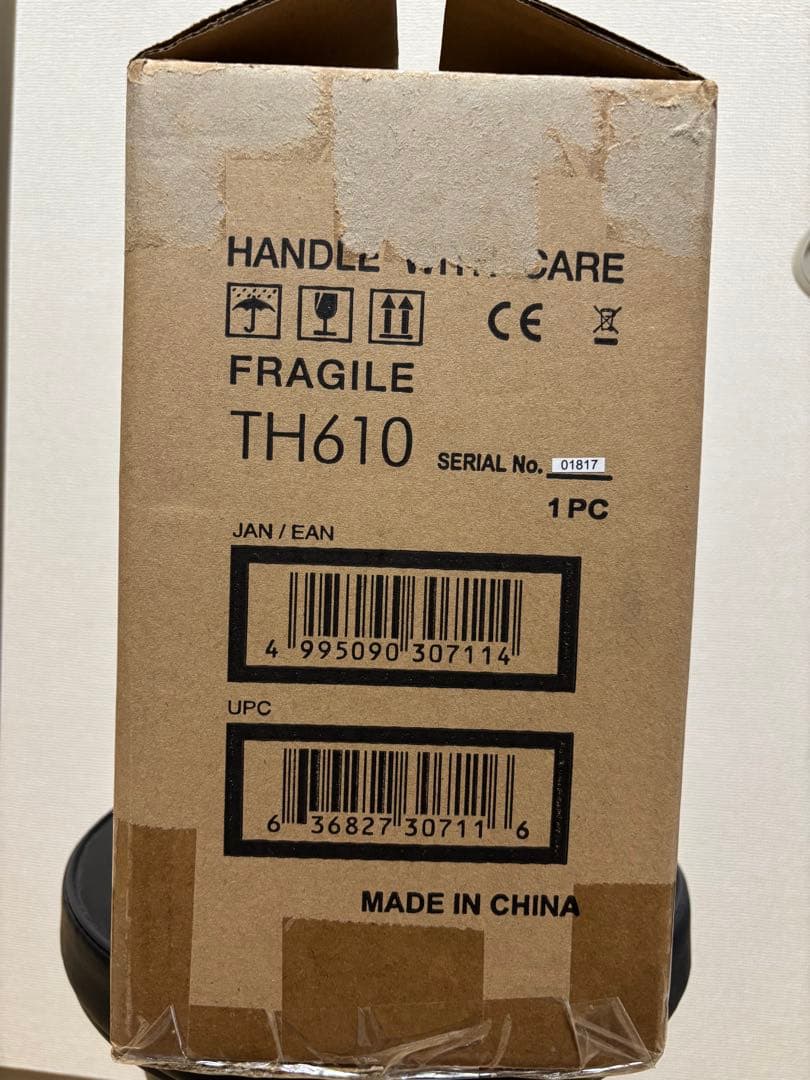 HANDLE WITH CARE
CE
FRAGILE
TH610
SERIAL No. 01817
1 PC
JAN / EAN
4 995090 307114
UPC
6 36827 30711 6
MADE IN CHINA